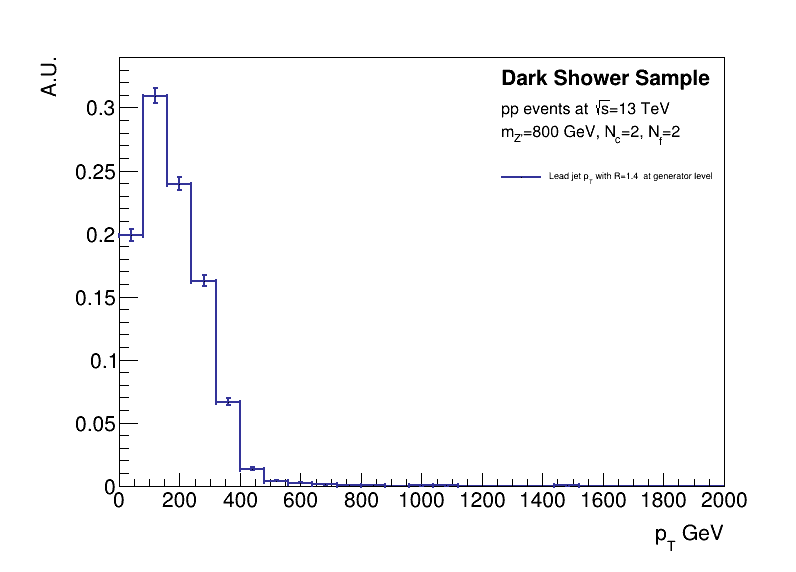 A.U.
Dark Shower Sample
pp events at √s=13 TeV
m_Z'=800 GeV, N_c=2, N_f=2
Lead jet p_T with R=1.4 at generator level
0.3
0.25
0.2
0.15
0.1
0.05
0
0 200 400 600 800 1000 1200 1400 1600 1800 2000
p_T GeV